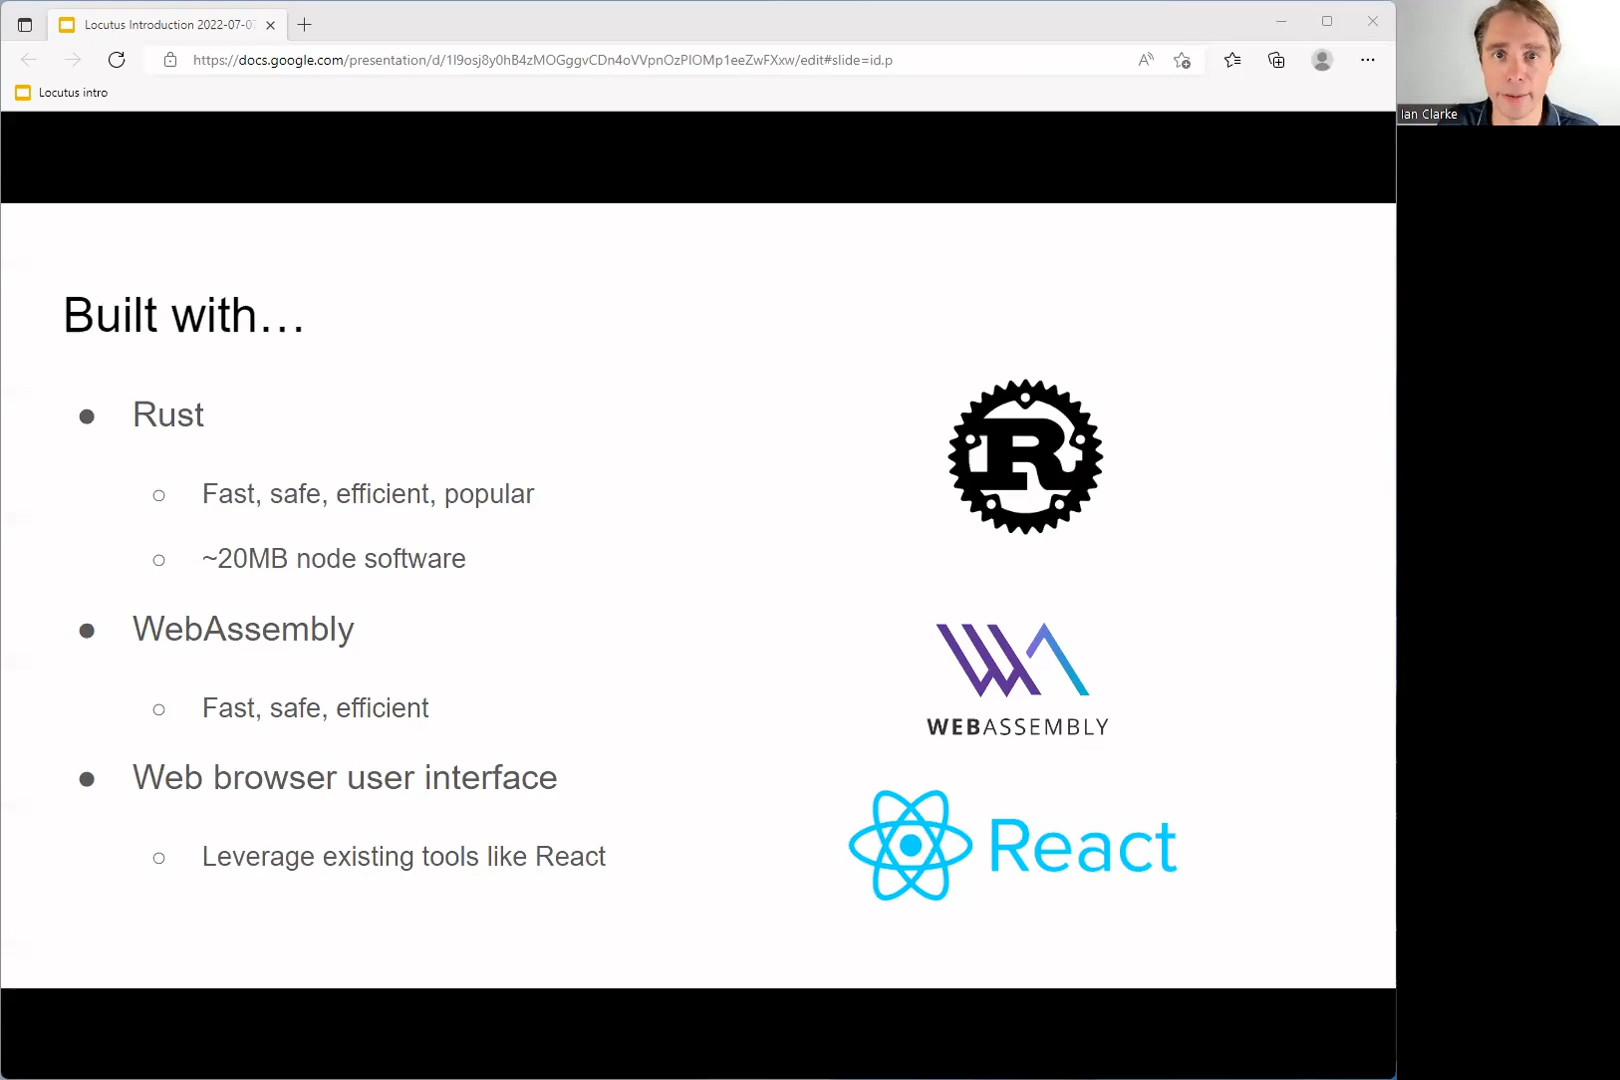 Locutus Introduction 2022-07-0
https://docs.google.com/presentation/d/1l9osj8y0hB4zMOGggvCDn4oVVpnOzPlOMp1eeZwFXxw/edit#slide=id.p
Locutus intro
Ian Clarke
Built with…
Rust
Fast, safe, efficient, popular
~20MB node software
WebAssembly
Fast, safe, efficient
WEBASSEMBLY
Web browser user interface
Leverage existing tools like React
React